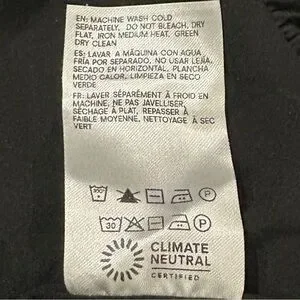 EN: MACHINE WASH COLD
SEPARATELY, DO NOT BLEACH, DRY
FLAT, IRON MEDIUM HEAT, GREEN
DRY CLEAN
ES: LAVAR A MÁQUINA CON AGUA
FRÍA POR SEPARADO, NO USAR LEJÍA,
SECADO EN HORIZONTAL, PLANCHA
MEDIO CALOR, LIMPIEZA EN SECO
VERDE
FR: LAVER SÉPARÉMENT À FROID EN
MACHINE, NE PAS JAVELLISER,
SÉCHAGE À PLAT, REPASSER À
FAIBLE MOYENNE, NETTOYAGE À SEC
VERT
P
30
P
CLIMATE
NEUTRAL
CERTIFIED